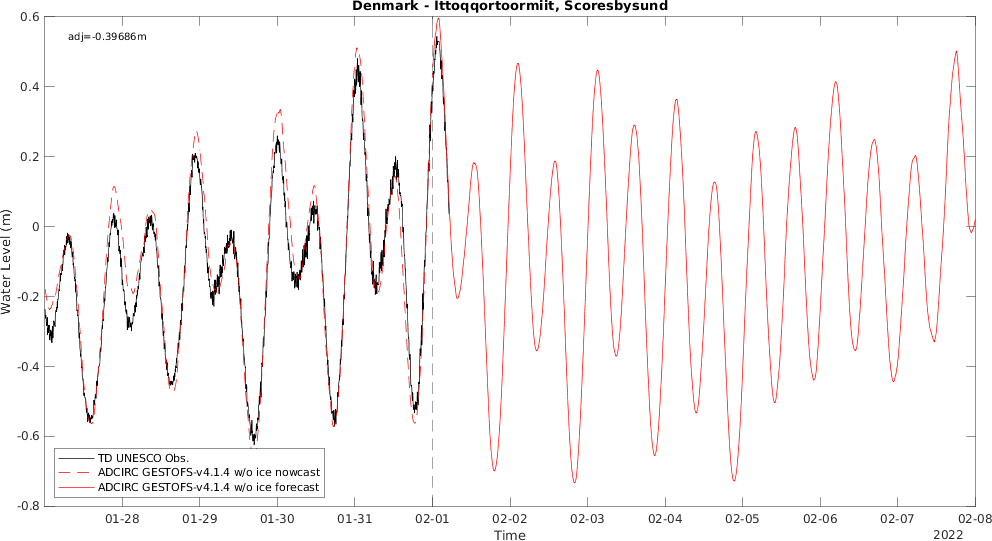 Denmark - Ittoqqortoormiit, Scoresbysund
adj=-0.39686m
0.6
0.4
0.2
0
-0.2
-0.4
-0.6
-0.8
Water Level (m)
TD UNESCO Obs.
ADCIRC GESTOFS-v4.1.4 w/o ice nowcast
ADCIRC GESTOFS-v4.1.4 w/o ice forecast
01-28 01-29 01-30 01-31 02-01 02-02 02-03 02-04 02-05 02-06 02-07 02-08
Time
2022